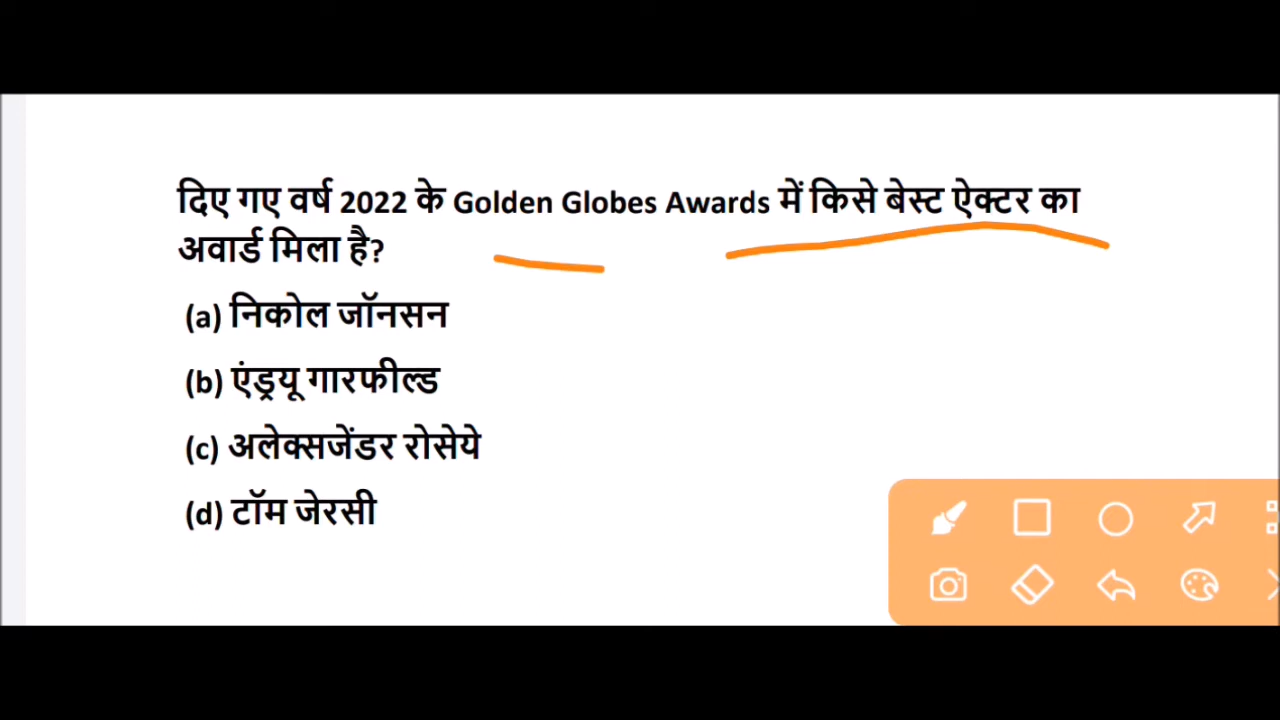 दिए गए वर्ष 2022 के Golden Globes Awards में किसे बेस्ट ऐक्टर का
अवार्ड मिला है?
(a) निकोल जॉनसन
(b) एंड्रयू गारफील्ड
(c) अलेक्सजेंडर रोसेये
(d) टॉम जेरसी